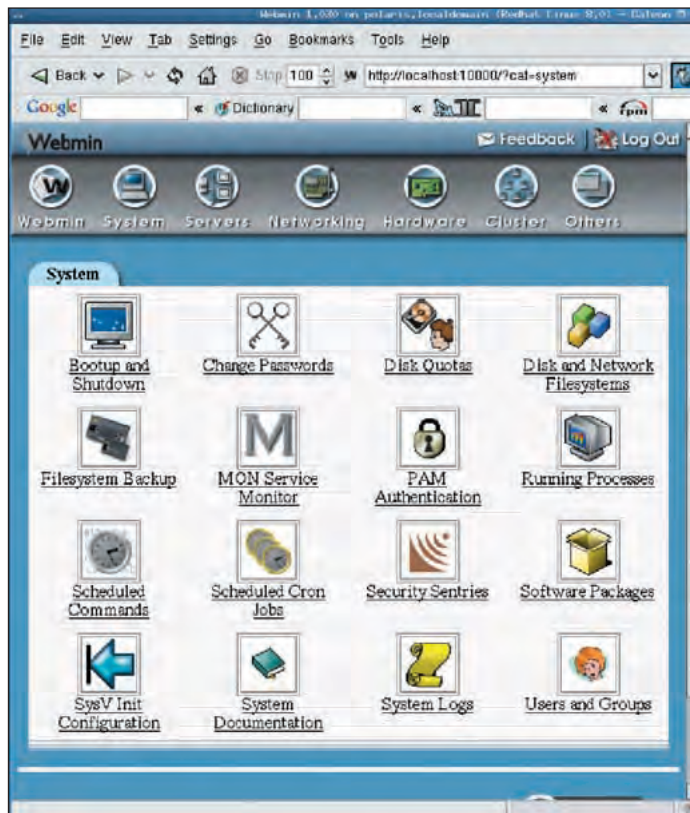 Webmin 1.030 on polaris.localdomain (Redhat Linux 8.0) - Galeon
File Edit View Tab Settings Go Bookmarks Tools Help
Back Stop 100 http://localhost:10000/?cat=system
Google « Dictionary « « rpm
Webmin Feedback Log Out
W
Webmin System Servers Networking Hardware Cluster Others
System
Bootup and Shutdown
Change Passwords
Disk Quotas
Disk and Network Filesystems
Filesystem Backup
M
MON Service Monitor
PAM Authentication
Running Processes
Scheduled Commands
Scheduled Cron Jobs
Security Sentries
Software Packages
SysV Init Configuration
System Documentation
System Logs
Users and Groups